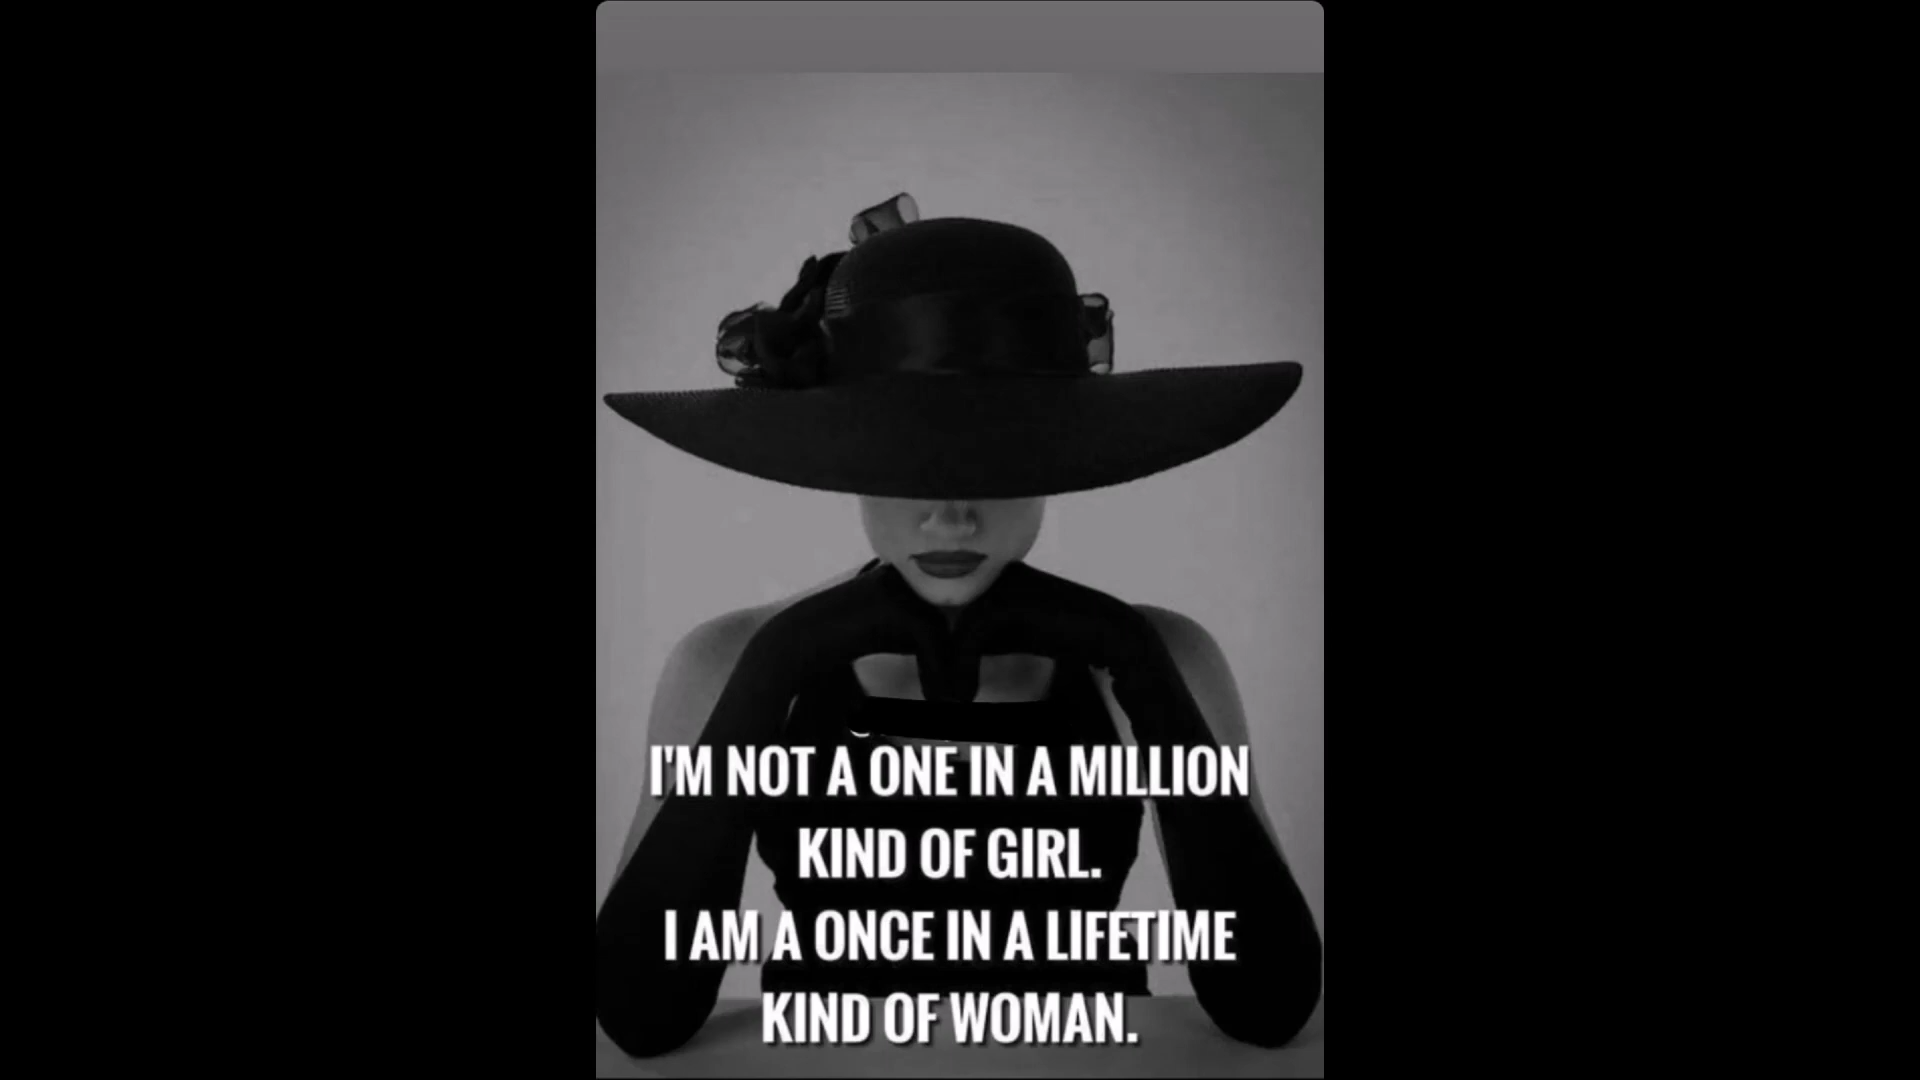 I'M NOT A ONE IN A MILLION
KIND OF GIRL.
I AM A ONCE IN A LIFETIME
KIND OF WOMAN.